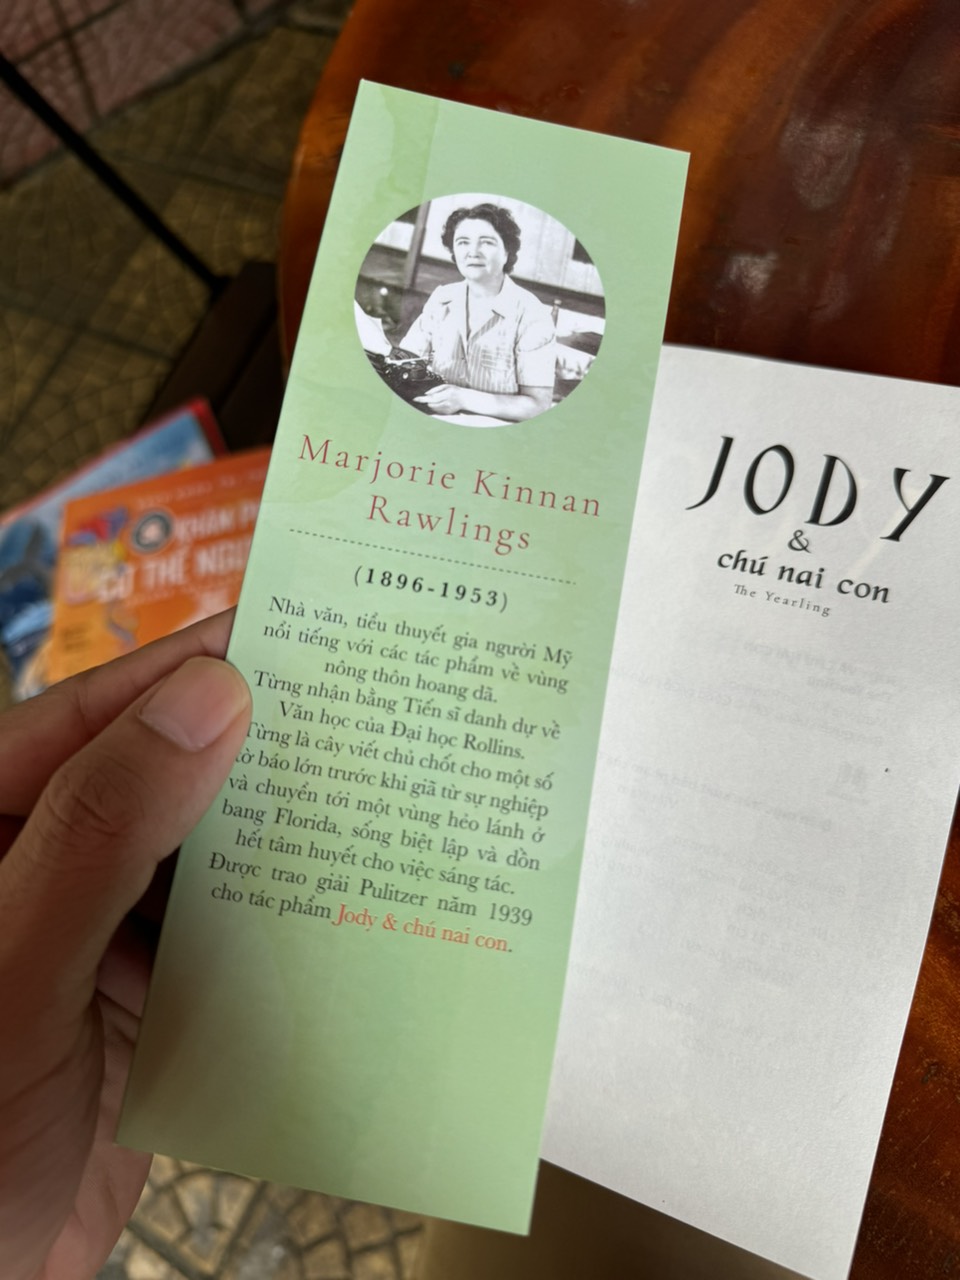 Marjorie Kinnan
Rawlings
(1896-1953)
Nhà văn, tiểu thuyết gia người Mỹ
nổi tiếng với các tác phẩm về vùng
nông thôn hoang dã.
Từng nhận bằng Tiến sĩ danh dự về
Văn học của Đại học Rollins.
Từng là cây viết chủ chốt cho một số
tờ báo lớn trước khi giã từ sự nghiệp
và chuyển tới một vùng hẻo lánh ở
bang Florida, sống biệt lập và dồn
hết tâm huyết cho việc sáng tác.
Được trao giải Pulitzer năm 1939
cho tác phẩm Jody & chú nai con.
JODY
&
chú nai con
The Yearling
CÓ THỂ